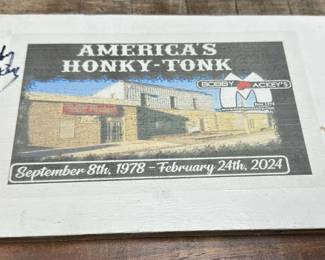 AMERICA'S
HONKY-TONK
BOBBY MACKEY'S
September 8th, 1978 – February 24th, 2024